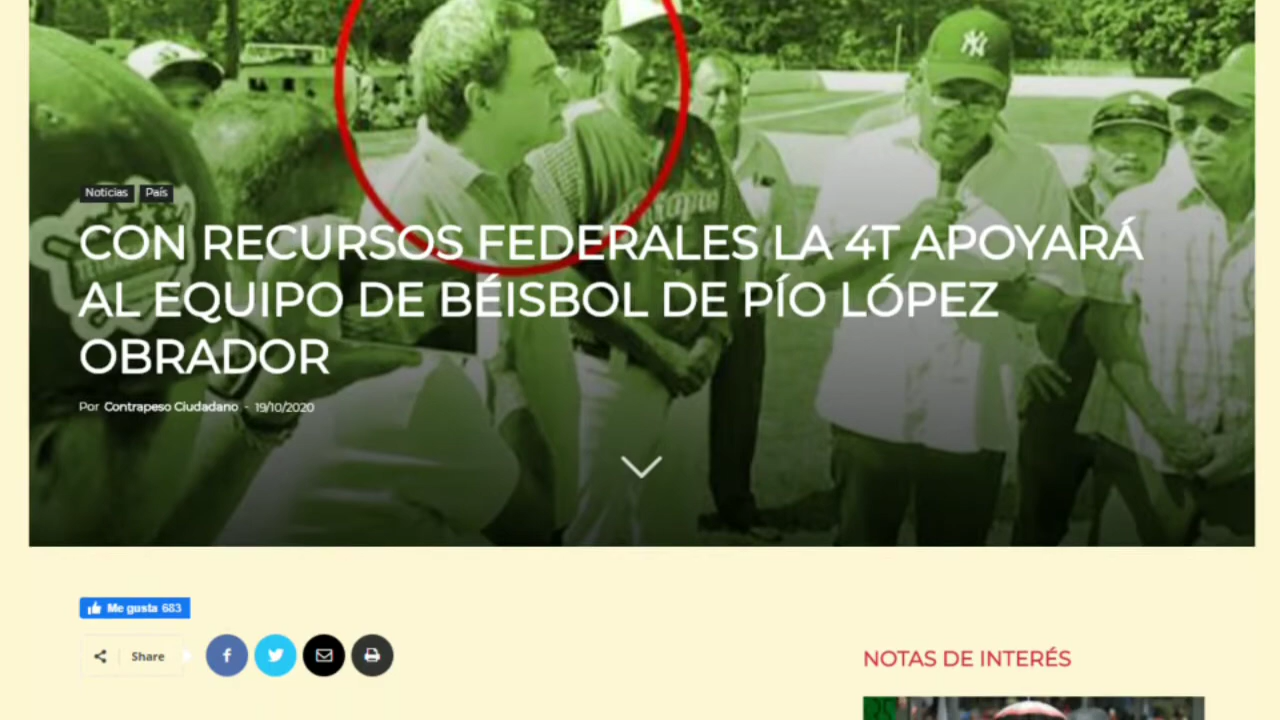 NY
Noticias País
CON RECURSOS FEDERALES LA 4T APOYARÁ
AL EQUIPO DE BÉISBOL DE PÍO LÓPEZ
OBRADOR
Por Contrapeso Ciudadano - 19/10/2020
Me gusta 683
Share
NOTAS DE INTERÉS